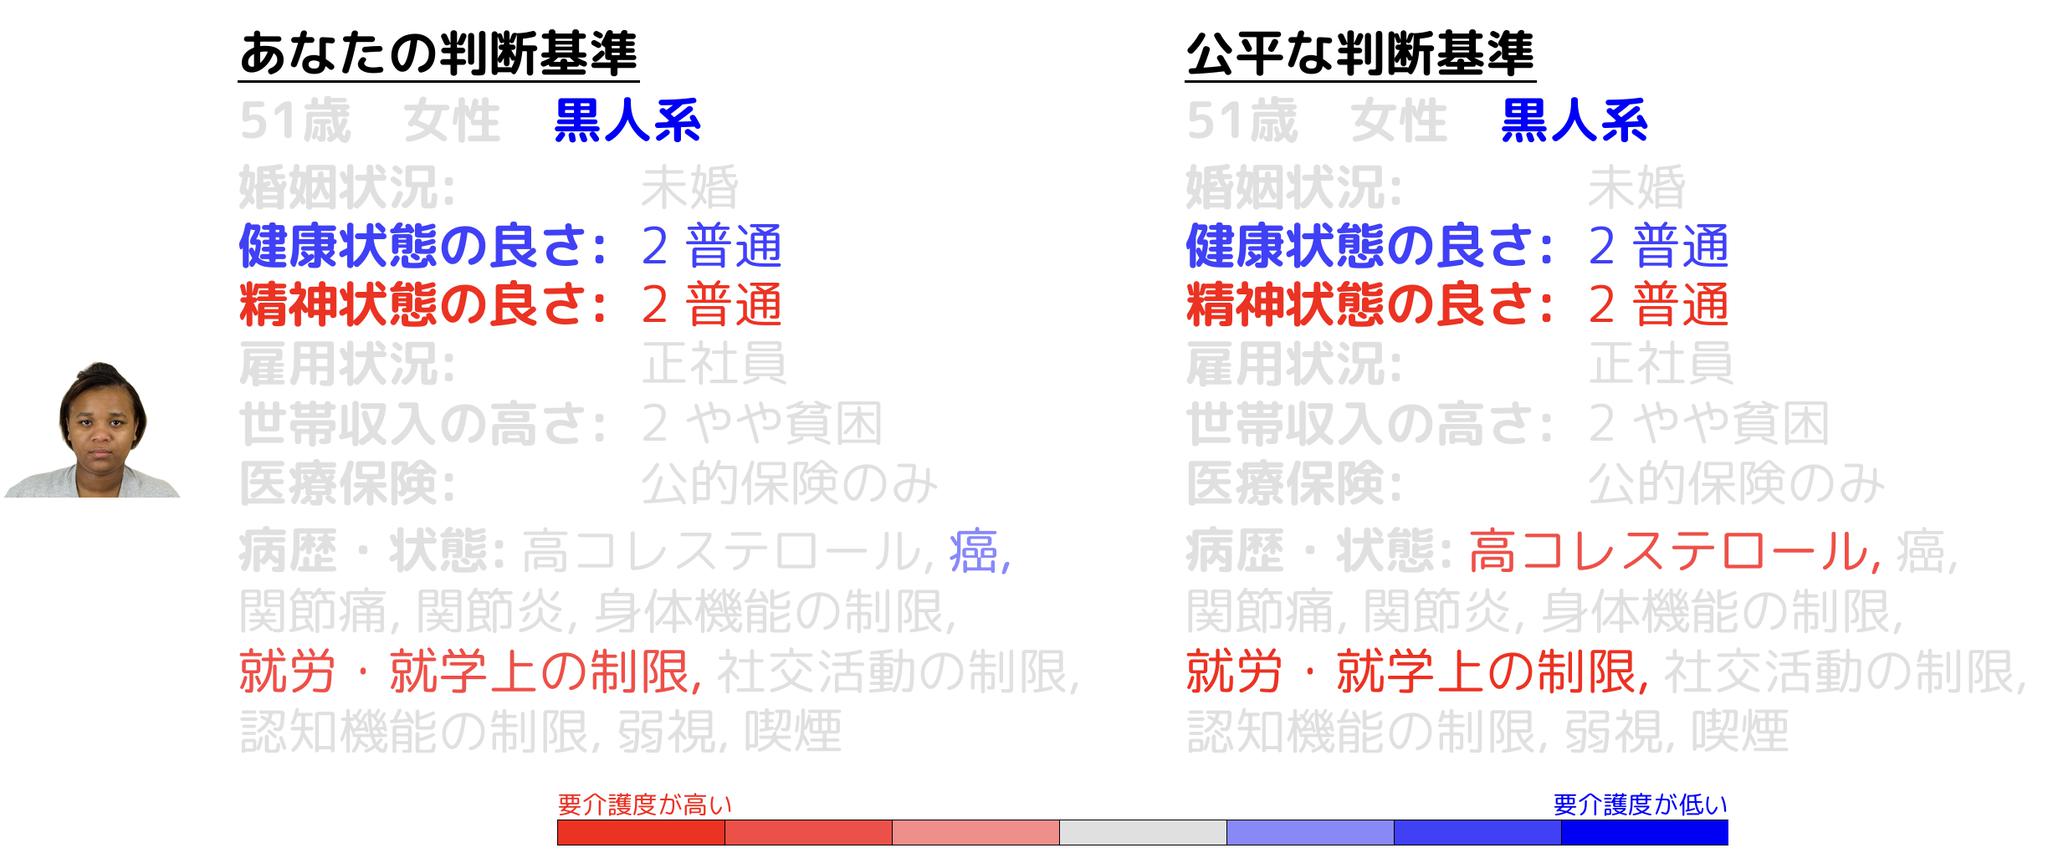 あなたの判断基準
51歳 女性 黒人系
婚姻状況: 未婚
健康状態の良さ: 2 普通
精神状態の良さ: 2 普通
雇用状況: 正社員
世帯収入の高さ: 2 やや貧困
医療保険: 公的保険のみ
病歴・状態: 高コレステロール, 癌,
関節痛, 関節炎, 身体機能の制限,
就労・就学上の制限, 社交活動の制限,
認知機能の制限, 弱視, 喫煙
公平な判断基準
51歳 女性 黒人系
婚姻状況: 未婚
健康状態の良さ: 2 普通
精神状態の良さ: 2 普通
雇用状況: 正社員
世帯収入の高さ: 2 やや貧困
医療保険: 公的保険のみ
病歴・状態: 高コレステロール, 癌,
関節痛, 関節炎, 身体機能の制限,
就労・就学上の制限, 社交活動の制限,
認知機能の制限, 弱視, 喫煙
要介護度が高い
要介護度が低い